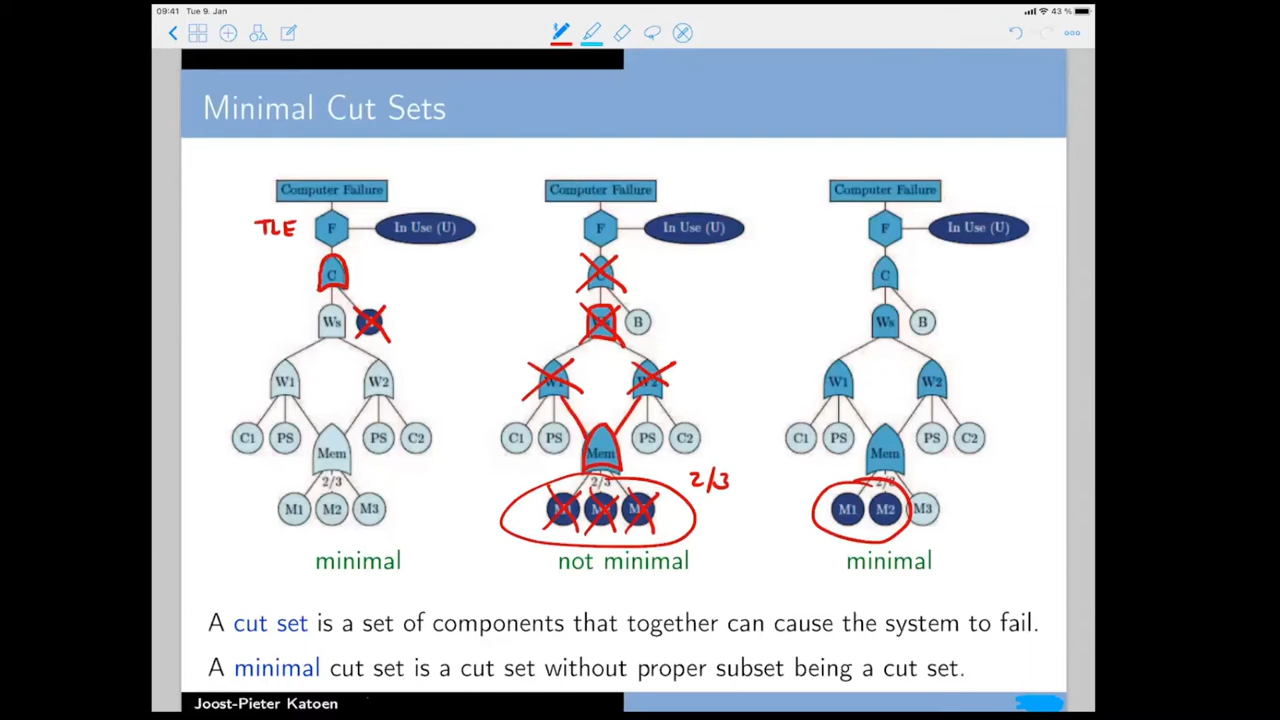 09:41 Tue 9. Jan
43 %
Minimal Cut Sets
Computer Failure
TLE
F
In Use (U)
C
Ws
W1
W2
C1
PS
PS
C2
Mem
2/3
M1
M2
M3
minimal
Computer Failure
F
In Use (U)
B
W1
W2
C1
PS
PS
C2
Mem
2/3
2/3
not minimal
Computer Failure
F
In Use (U)
C
Ws
B
W1
W2
C1
PS
PS
C2
Mem
M1
M2
M3
minimal
A cut set is a set of components that together can cause the system to fail.
A minimal cut set is a cut set without proper subset being a cut set.
Joost-Pieter Katoen